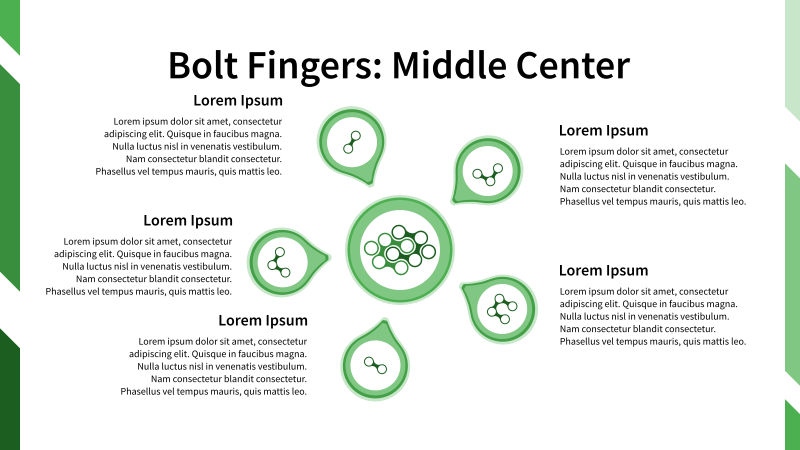 Bolt Fingers: Middle Center
Lorem Ipsum
Lorem ipsum dolor sit amet, consectetur
adipiscing elit. Quisque in faucibus magna.
Nulla luctus nisl in venenatis vestibulum.
Nam consectetur blandit consectetur.
Phasellus vel tempus mauris, quis mattis leo.
Lorem Ipsum
Lorem ipsum dolor sit amet, consectetur
adipiscing elit. Quisque in faucibus magna.
Nulla luctus nisl in venenatis vestibulum.
Nam consectetur blandit consectetur.
Phasellus vel tempus mauris, quis mattis leo.
Lorem Ipsum
Lorem ipsum dolor sit amet, consectetur
adipiscing elit. Quisque in faucibus magna.
Nulla luctus nisl in venenatis vestibulum.
Nam consectetur blandit consectetur.
Phasellus vel tempus mauris, quis mattis leo.
Lorem Ipsum
Lorem ipsum dolor sit amet, consectetur
adipiscing elit. Quisque in faucibus magna.
Nulla luctus nisl in venenatis vestibulum.
Nam consectetur blandit consectetur.
Phasellus vel tempus mauris, quis mattis leo.
Lorem Ipsum
Lorem ipsum dolor sit amet, consectetur
adipiscing elit. Quisque in faucibus magna.
Nulla luctus nisl in venenatis vestibulum.
Nam consectetur blandit consectetur.
Phasellus vel tempus mauris, quis mattis leo.